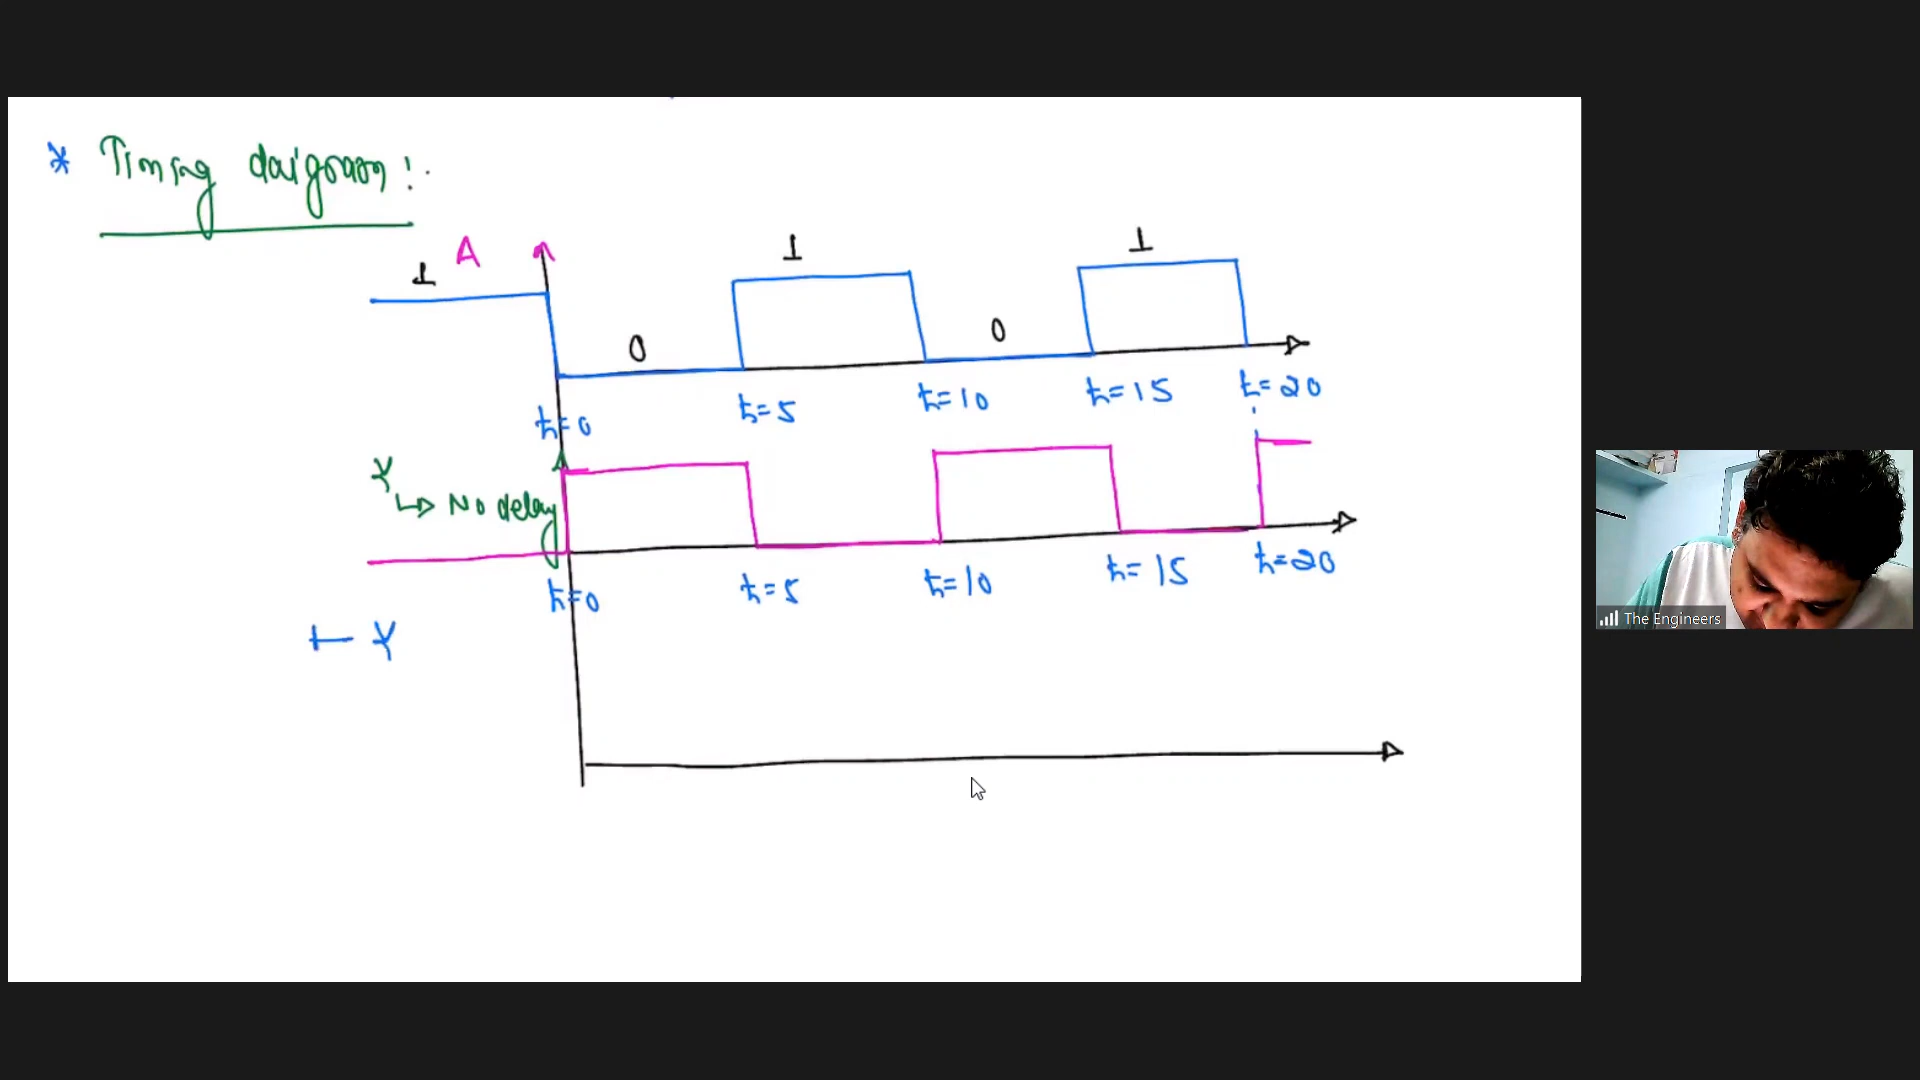 * Timing daigram :-
A
1 1 1
0 0
t=0 t=5 t=10 t=15 t=20
Y
↳ No delay
t=0 t=5 t=10 t=15 t=20
Y
The Engineers